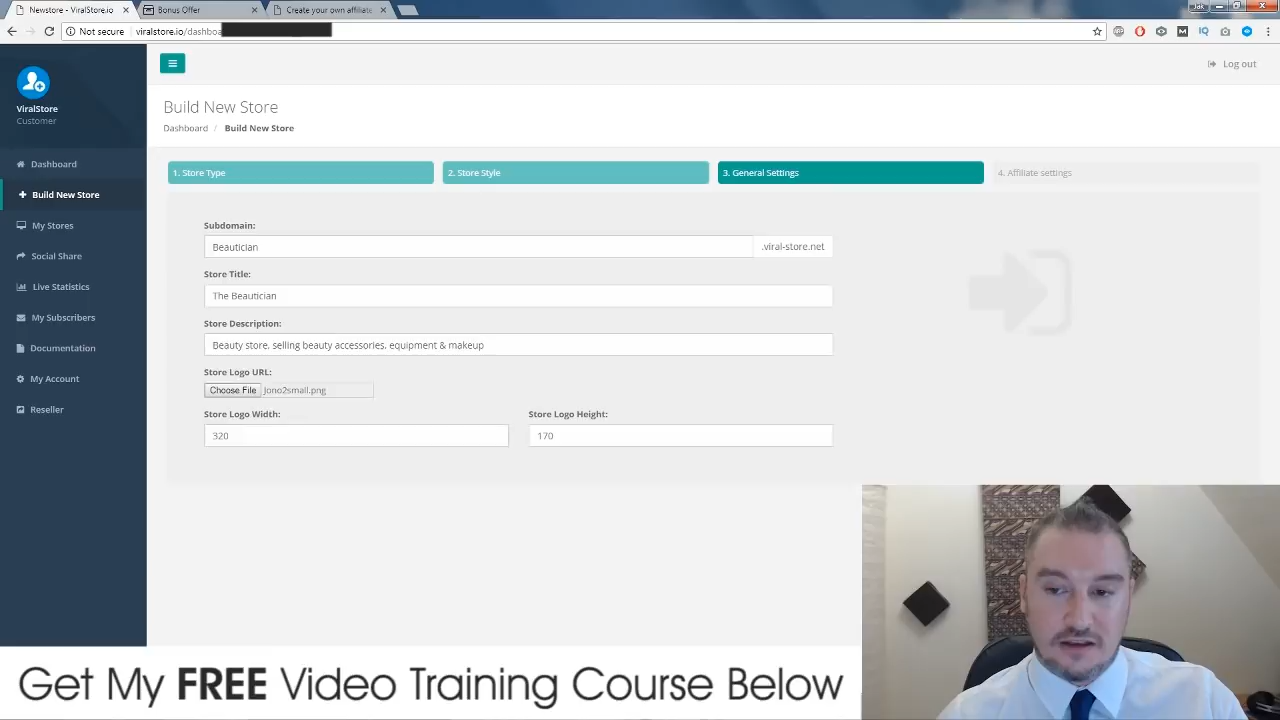 Newstore - ViralStore.io
Bonus Offer
Create your own affiliate
Jak
Not secure
viralstore.io/dashboa
Log out
ViralStore
Customer
Dashboard
Build New Store
My Stores
Social Share
Live Statistics
My Subscribers
Documentation
My Account
Reseller
Build New Store
Dashboard / Build New Store
1. Store Type
2. Store Style
3. General Settings
4. Affiliate settings
Subdomain:
Beautician
.viral-store.net
Store Title:
The Beautician
Store Description:
Beauty store, selling beauty accessories, equipment & makeup
Store Logo URL:
Choose File Jono2small.png
Store Logo Width:
Store Logo Height:
320
170
Get My FREE Video Training Course Below